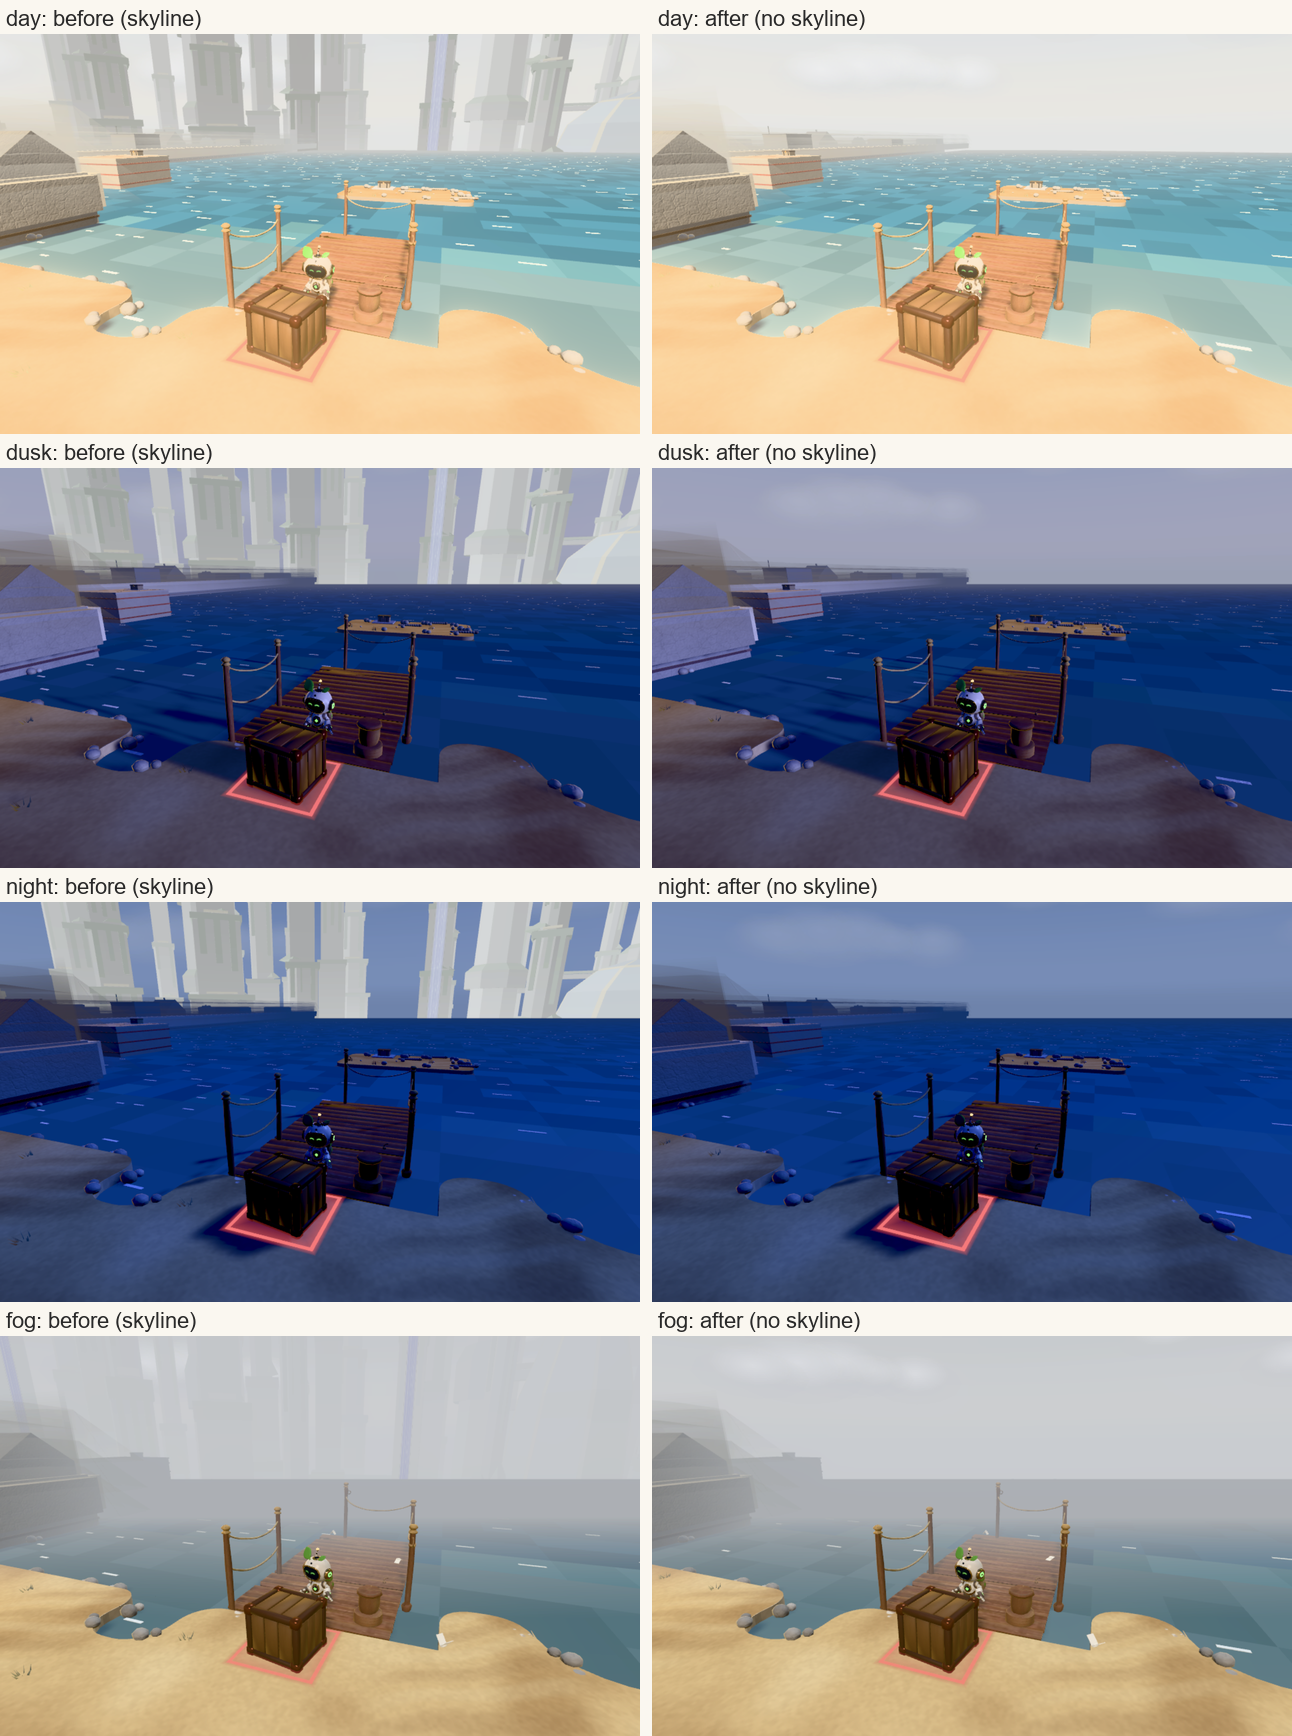 day: before (skyline)
day: after (no skyline)
dusk: before (skyline)
dusk: after (no skyline)
night: before (skyline)
night: after (no skyline)
fog: before (skyline)
fog: after (no skyline)